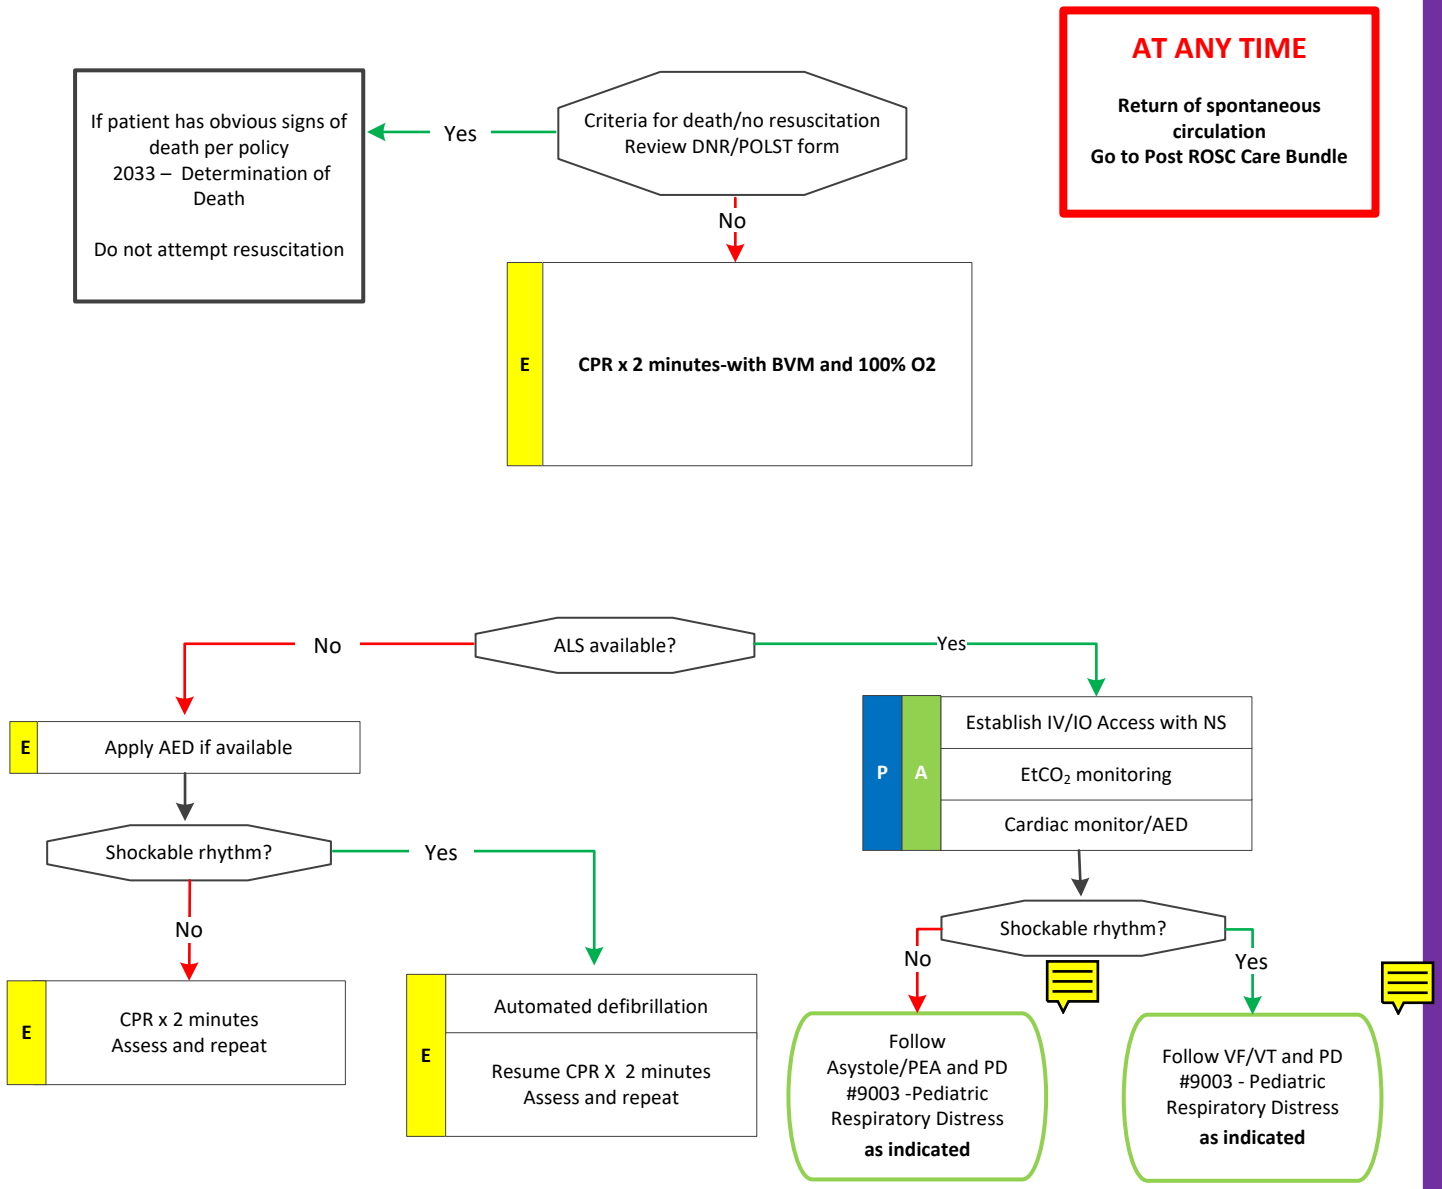 AT ANY TIME
Return of spontaneous
circulation
Go to Post ROSC Care Bundle
Criteria for death/no resuscitation
Review DNR/POLST form
Yes
If patient has obvious signs of
death per policy
2033 – Determination of
Death
Do not attempt resuscitation
No
E
CPR x 2 minutes-with BVM and 100% O2
ALS available?
No
Yes
E
Apply AED if available
P
A
Establish IV/IO Access with NS
EtCO₂ monitoring
Cardiac monitor/AED
Shockable rhythm?
Yes
No
E
CPR x 2 minutes
Assess and repeat
E
Automated defibrillation
Resume CPR X  2 minutes
Assess and repeat
Shockable rhythm?
No
Yes
Follow
Asystole/PEA and PD
#9003 -Pediatric
Respiratory Distress
as indicated
Follow VF/VT and PD
#9003 - Pediatric
Respiratory Distress
as indicated